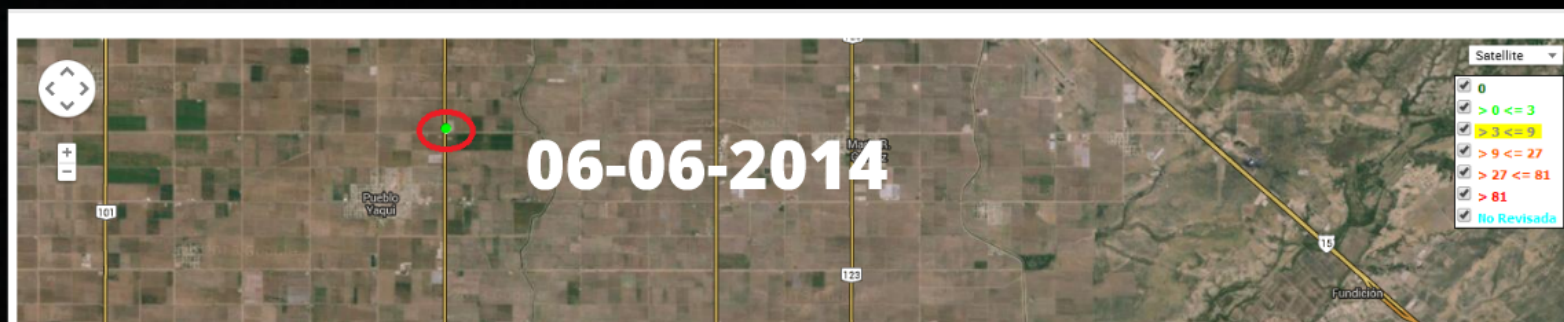 Satellite
0
> 0 <= 3
> 3 <= 9
> 9 <= 27
> 27 <= 81
> 81
No Revisada
+
06-06-2014
−
Pueblo
Yaqui
101
15
123
Fundición